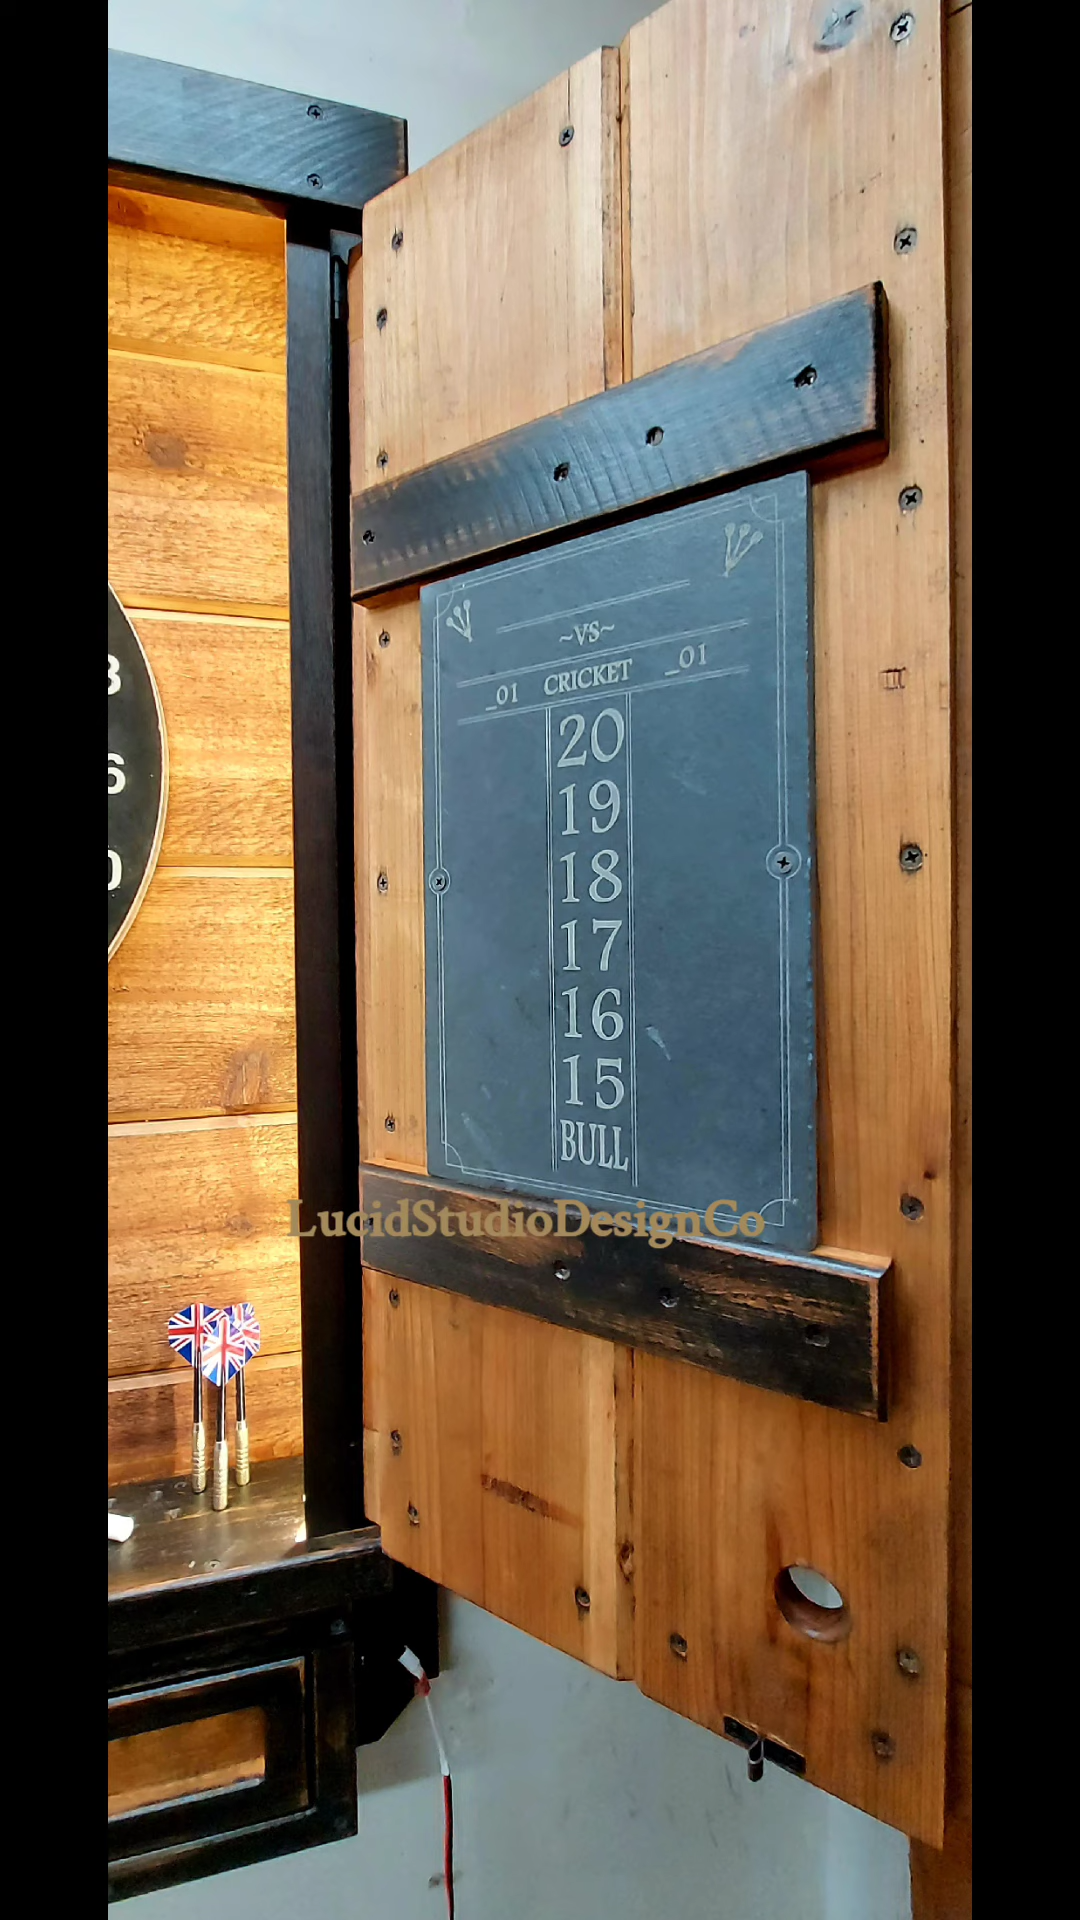 ~VS~
_01 CRICKET _01
20
19
18
17
16
15
BULL
LucidStudioDesignCo